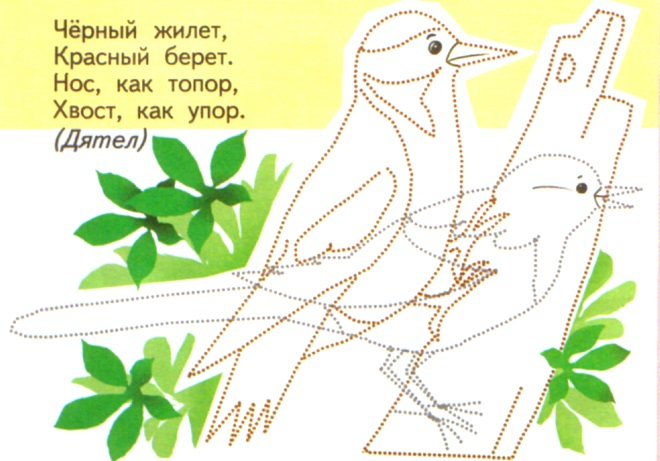 Чёрный жилет,
Красный берет.
Нос, как топор,
Хвост, как упор.
(Дятел)